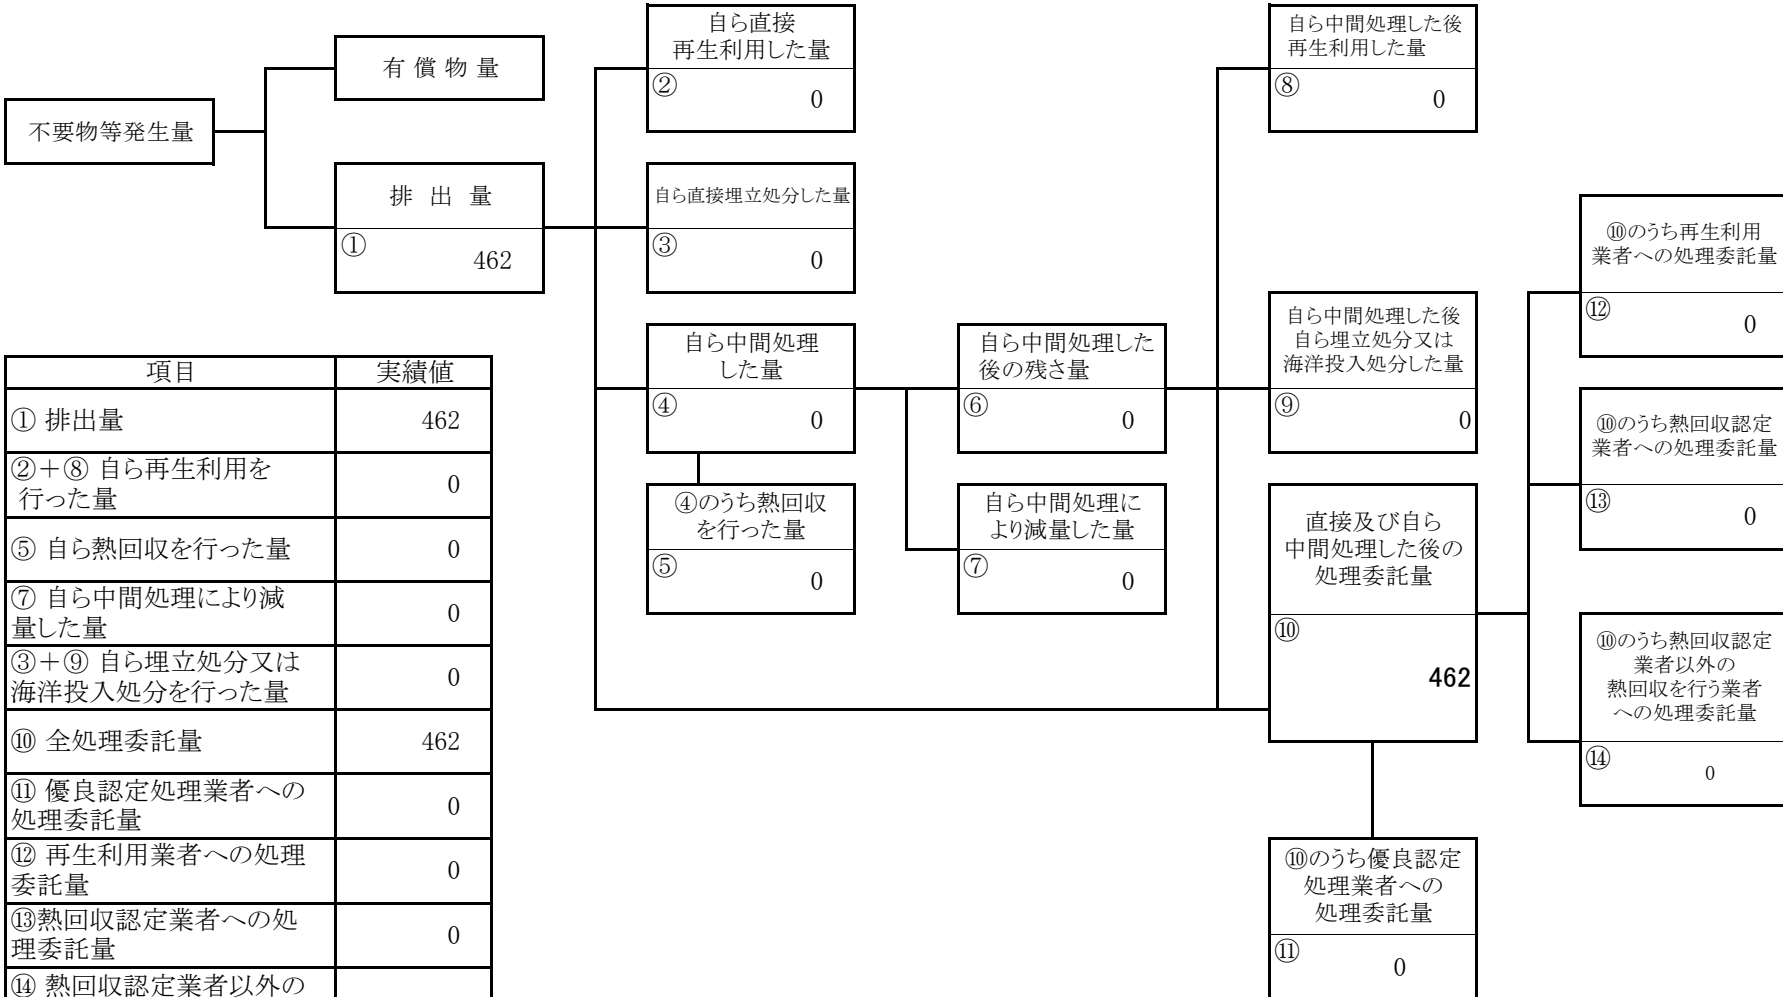 不要物等発生量
有 償 物 量
排 出 量
①
462
自ら直接
再生利用した量
②
0
自ら直接埋立処分した量
③
0
自ら中間処理
した量
④
0
④のうち熱回収
を行った量
⑤
0
自ら中間処理した
後の残さ量
⑥
0
自ら中間処理に
より減量した量
⑦
0
自ら中間処理した後
再生利用した量
⑧
0
自ら中間処理した後
自ら埋立処分又は
海洋投入処分した量
⑨
0
直接及び自ら
中間処理した後の
処理委託量
⑩
462
⑩のうち優良認定
処理業者への
処理委託量
⑪
0
⑩のうち再生利用
業者への処理委託量
⑫
0
⑩のうち熱回収認定
業者への処理委託量
⑬
0
⑩のうち熱回収認定
業者以外の
熱回収を行う業者
への処理委託量
⑭
0
項目 実績値
① 排出量 462
②＋⑧ 自ら再生利用を
行った量
0
⑤ 自ら熱回収を行った量 0
⑦ 自ら中間処理により減
量した量
0
③＋⑨ 自ら埋立処分又は
海洋投入処分を行った量
0
⑩ 全処理委託量 462
⑪ 優良認定処理業者への
処理委託量
0
⑫ 再生利用業者への処理
委託量
0
⑬熱回収認定業者への処
理委託量
0
⑭ 熱回収認定業者以外の